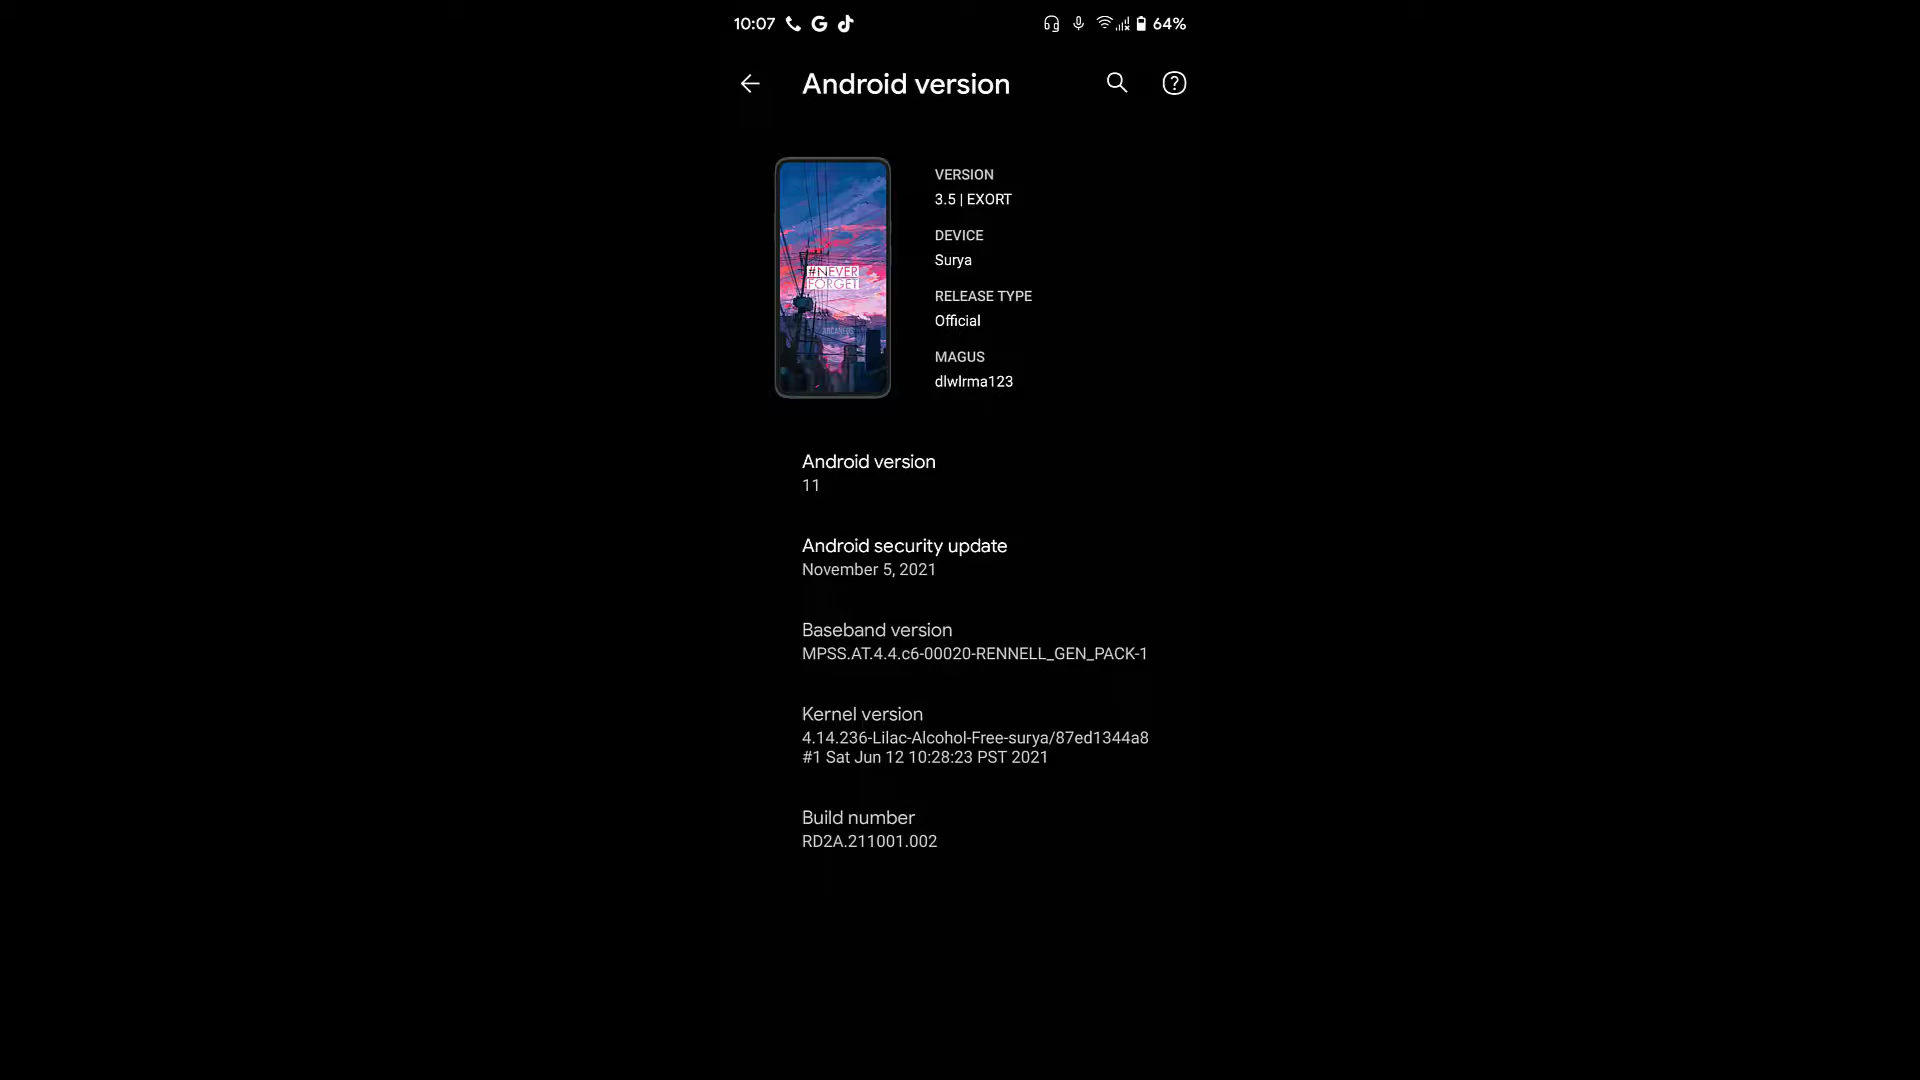 10:07
64%
Android version
VERSION
3.5 | EXORT
DEVICE
Surya
RELEASE TYPE
Official
MAGUS
dlwlrma123
#NEVER
FORGET
ARCANEOS
Android version
11
Android security update
November 5, 2021
Baseband version
MPSS.AT.4.4.c6-00020-RENNELL_GEN_PACK-1
Kernel version
4.14.236-Lilac-Alcohol-Free-surya/87ed1344a8
#1 Sat Jun 12 10:28:23 PST 2021
Build number
RD2A.211001.002